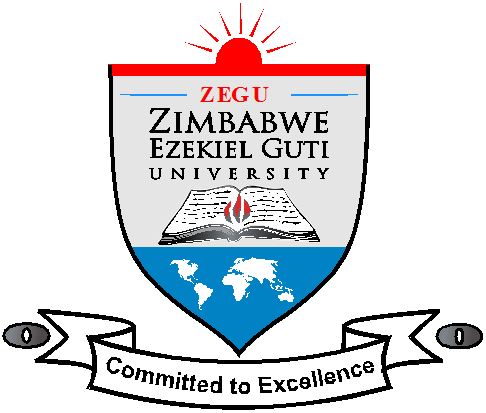 ZEGU
ZIMBABWE
EZEKIEL GUTI
UNIVERSITY
Committed to Excellence